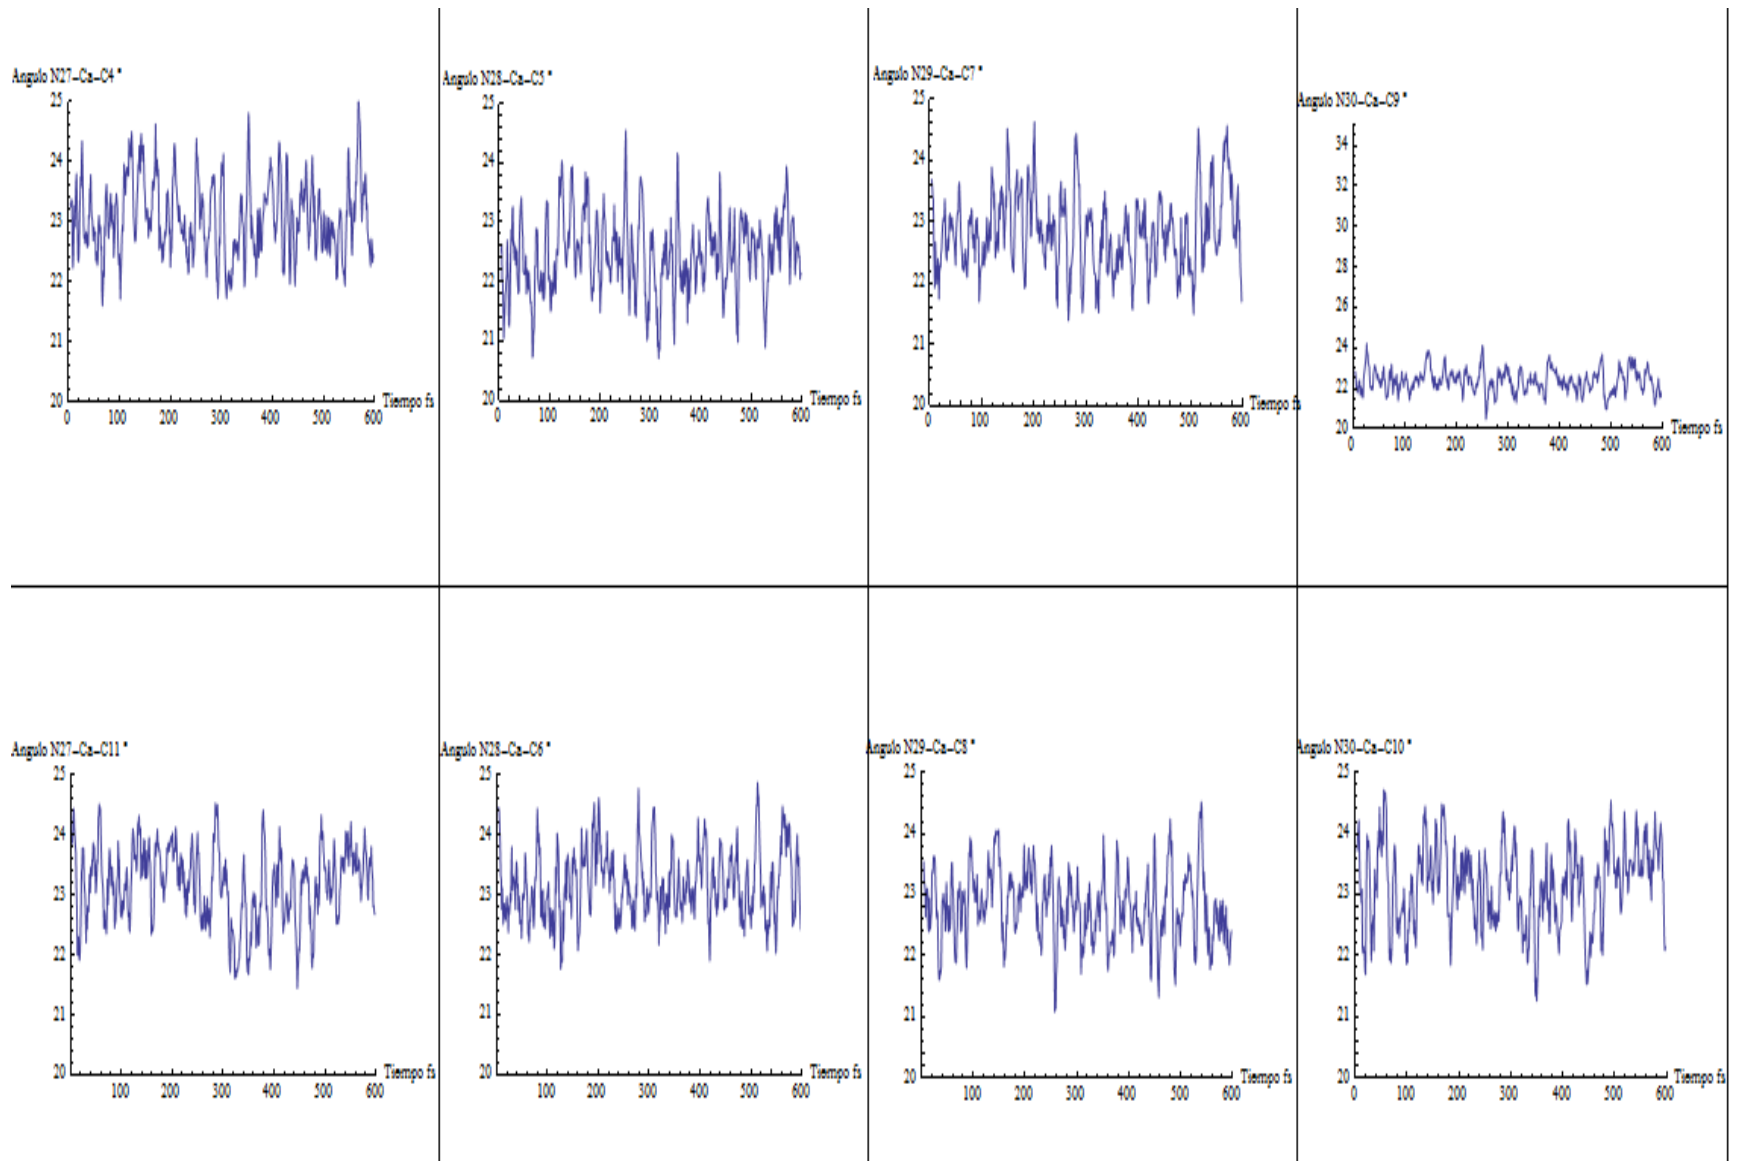 Angulo N27-Ca-C4 °
25
24
23
22
21
20
0 100 200 300 400 500 600
Tiempo fs
Angulo N28-Ca-C5 °
25
24
23
22
21
20
0 100 200 300 400 500 600
Tiempo fs
Angulo N29-Ca-C7 °
25
24
23
22
21
20
0 100 200 300 400 500 600
Tiempo fs
Angulo N30-Ca-C9 °
34
32
30
28
26
24
22
20
0 100 200 300 400 500 600
Tiempo fs
Angulo N27-Ca-C11 °
25
24
23
22
21
20
100 200 300 400 500 600
Tiempo fs
Angulo N28-Ca-C6 °
25
24
23
22
21
20
100 200 300 400 500 600
Tiempo fs
Angulo N29-Ca-C8 °
25
24
23
22
21
20
100 200 300 400 500 600
Tiempo fs
Angulo N30-Ca-C10 °
25
24
23
22
21
20
0 100 200 300 400 500 600
Tiempo fs